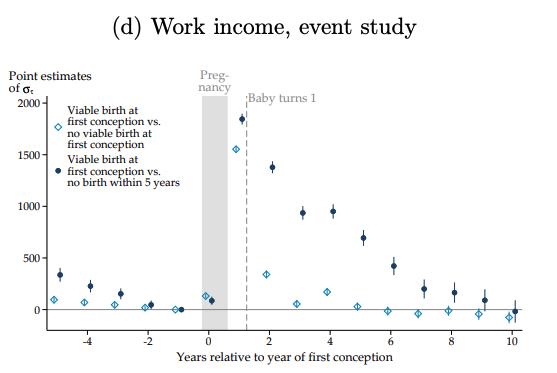 (d) Work income, event study
Point estimates
of σₜ
Preg-
nancy
Baby turns 1
Viable birth at
first conception vs.
no viable birth at
first conception
Viable birth at
first conception vs.
no birth within 5 years
2000
1500
1000
500
0
-4
-2
0
2
4
6
8
10
Years relative to year of first conception